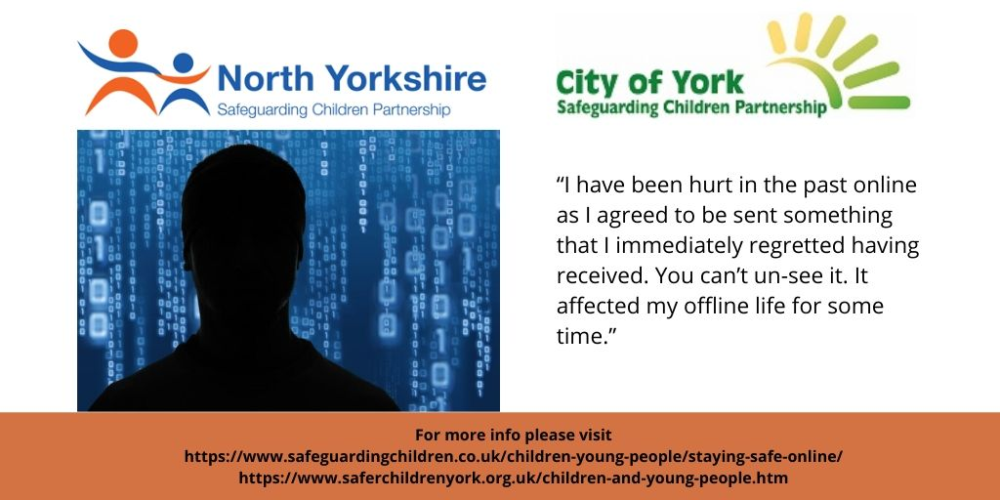 North Yorkshire
Safeguarding Children Partnership
City of York
Safeguarding Children Partnership
“I have been hurt in the past online
as I agreed to be sent something
that I immediately regretted having
received. You can’t un-see it. It
affected my offline life for some
time.”
For more info please visit
https://www.safeguardingchildren.co.uk/children-young-people/staying-safe-online/
https://www.saferchildrenyork.org.uk/children-and-young-people.htm